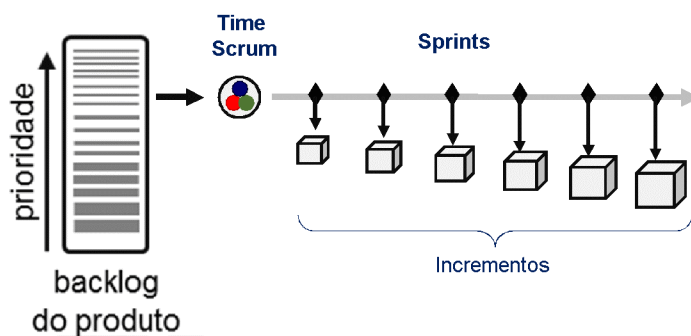 Time
Scrum
Sprints
prioridade
backlog
do produto
Incrementos